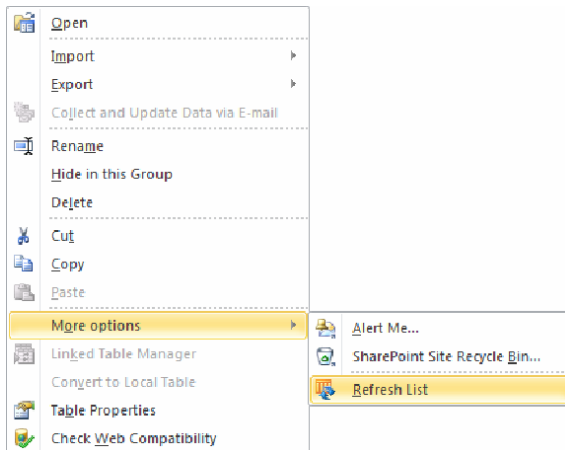 Open
Import
Export
Collect and Update Data via E-mail
Rename
Hide in this Group
Delete
Cut
Copy
Paste
More options
Alert Me...
Linked Table Manager
SharePoint Site Recycle Bin...
Convert to Local Table
Refresh List
Table Properties
Check Web Compatibility